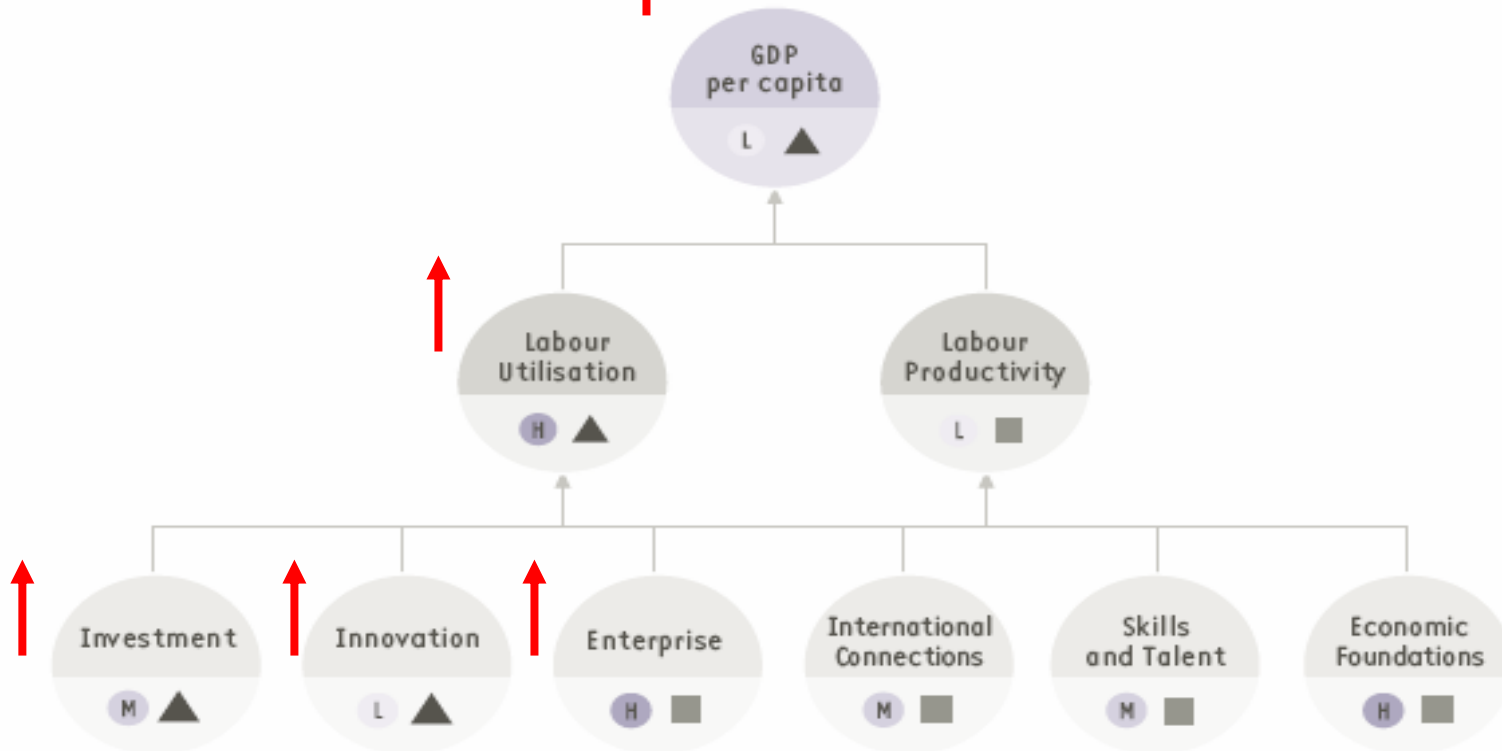 GDP
per capita
L
Labour
Utilisation
H
Labour
Productivity
L
Investment
M
Innovation
L
Enterprise
H
International
Connections
M
Skills
and Talent
M
Economic
Foundations
H